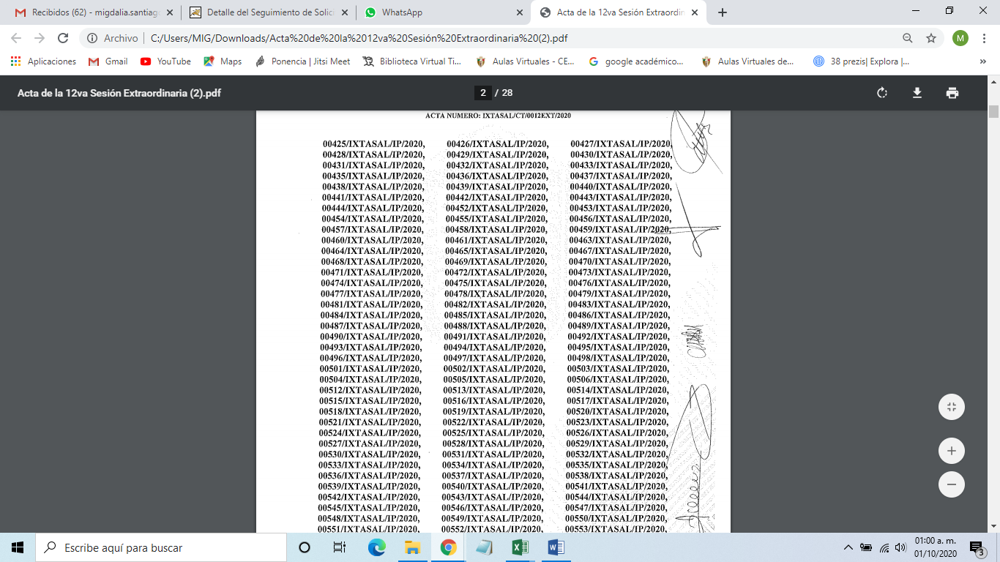 Recibidos (62) - migdalia.santiag
Detalle del Seguimiento de Solici
WhatsApp
Acta de la 12va Sesión Extraordin
Archivo
C:/Users/MIG/Downloads/Acta%20de%20la%2012va%20Sesión%20Extraordinaria%20(2).pdf
M
Aplicaciones
Gmail
YouTube
Maps
Ponencia | Jitsi Meet
Biblioteca Virtual Ti...
Aulas Virtuales - CE...
google académico...
Aulas Virtuales de...
38 prezis| Explora |...
»
Acta de la 12va Sesión Extraordinaria (2).pdf
2 / 28
ACTA NUMERO: IXTASAL/CT/0012EXT/2020
00425/IXTASAL/IP/2020, 00426/IXTASAL/IP/2020, 00427/IXTASAL/IP/2020,
00428/IXTASAL/IP/2020, 00429/IXTASAL/IP/2020, 00430/IXTASAL/IP/2020,
00431/IXTASAL/IP/2020, 00432/IXTASAL/IP/2020, 00433/IXTASAL/IP/2020,
00435/IXTASAL/IP/2020, 00436/IXTASAL/IP/2020, 00437/IXTASAL/IP/2020,
00438/IXTASAL/IP/2020, 00439/IXTASAL/IP/2020, 00440/IXTASAL/IP/2020,
00441/IXTASAL/IP/2020, 00442/IXTASAL/IP/2020, 00443/IXTASAL/IP/2020,
00444/IXTASAL/IP/2020, 00452/IXTASAL/IP/2020, 00453/IXTASAL/IP/2020,
00454/IXTASAL/IP/2020, 00455/IXTASAL/IP/2020, 00456/IXTASAL/IP/2020,
00457/IXTASAL/IP/2020, 00458/IXTASAL/IP/2020, 00459/IXTASAL/IP/2020,
00460/IXTASAL/IP/2020, 00461/IXTASAL/IP/2020, 00463/IXTASAL/IP/2020,
00464/IXTASAL/IP/2020, 00465/IXTASAL/IP/2020, 00467/IXTASAL/IP/2020,
00468/IXTASAL/IP/2020, 00469/IXTASAL/IP/2020, 00470/IXTASAL/IP/2020,
00471/IXTASAL/IP/2020, 00472/IXTASAL/IP/2020, 00473/IXTASAL/IP/2020,
00474/IXTASAL/IP/2020, 00475/IXTASAL/IP/2020, 00476/IXTASAL/IP/2020,
00477/IXTASAL/IP/2020, 00478/IXTASAL/IP/2020, 00479/IXTASAL/IP/2020,
00481/IXTASAL/IP/2020, 00482/IXTASAL/IP/2020, 00483/IXTASAL/IP/2020,
00484/IXTASAL/IP/2020, 00485/IXTASAL/IP/2020, 00486/IXTASAL/IP/2020,
00487/IXTASAL/IP/2020, 00488/IXTASAL/IP/2020, 00489/IXTASAL/IP/2020,
00490/IXTASAL/IP/2020, 00491/IXTASAL/IP/2020, 00492/IXTASAL/IP/2020,
00493/IXTASAL/IP/2020, 00494/IXTASAL/IP/2020, 00495/IXTASAL/IP/2020,
00496/IXTASAL/IP/2020, 00497/IXTASAL/IP/2020, 00498/IXTASAL/IP/2020,
00501/IXTASAL/IP/2020, 00502/IXTASAL/IP/2020, 00503/IXTASAL/IP/2020,
00504/IXTASAL/IP/2020, 00505/IXTASAL/IP/2020, 00506/IXTASAL/IP/2020,
00512/IXTASAL/IP/2020, 00513/IXTASAL/IP/2020, 00514/IXTASAL/IP/2020,
00515/IXTASAL/IP/2020, 00516/IXTASAL/IP/2020, 00517/IXTASAL/IP/2020,
00518/IXTASAL/IP/2020, 00519/IXTASAL/IP/2020, 00520/IXTASAL/IP/2020,
00521/IXTASAL/IP/2020, 00522/IXTASAL/IP/2020, 00523/IXTASAL/IP/2020,
00524/IXTASAL/IP/2020, 00525/IXTASAL/IP/2020, 00526/IXTASAL/IP/2020,
00527/IXTASAL/IP/2020, 00528/IXTASAL/IP/2020, 00529/IXTASAL/IP/2020,
00530/IXTASAL/IP/2020, 00531/IXTASAL/IP/2020, 00532/IXTASAL/IP/2020,
00533/IXTASAL/IP/2020, 00534/IXTASAL/IP/2020, 00535/IXTASAL/IP/2020,
00536/IXTASAL/IP/2020, 00537/IXTASAL/IP/2020, 00538/IXTASAL/IP/2020,
00539/IXTASAL/IP/2020, 00540/IXTASAL/IP/2020, 00541/IXTASAL/IP/2020,
00542/IXTASAL/IP/2020, 00543/IXTASAL/IP/2020, 00544/IXTASAL/IP/2020,
00545/IXTASAL/IP/2020, 00546/IXTASAL/IP/2020, 00547/IXTASAL/IP/2020,
00548/IXTASAL/IP/2020, 00549/IXTASAL/IP/2020, 00550/IXTASAL/IP/2020,
00551/IXTASAL/IP/2020, 00552/IXTASAL/IP/2020, 00553/IXTASAL/IP/2020,
Escribe aquí para buscar
01:00 a. m.
01/10/2020
3